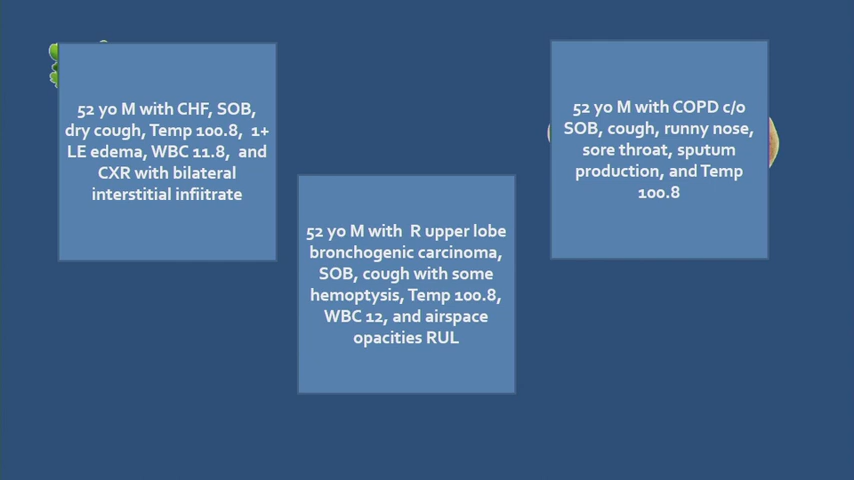 52 yo M with CHF, SOB,
dry cough, Temp 100.8, 1+
LE edema, WBC 11.8, and
CXR with bilateral
interstitial infiitrate
52 yo M with R upper lobe
bronchogenic carcinoma,
SOB, cough with some
hemoptysis, Temp 100.8,
WBC 12, and airspace
opacities RUL
52 yo M with COPD c/o
SOB, cough, runny nose,
sore throat, sputum
production, and Temp
100.8